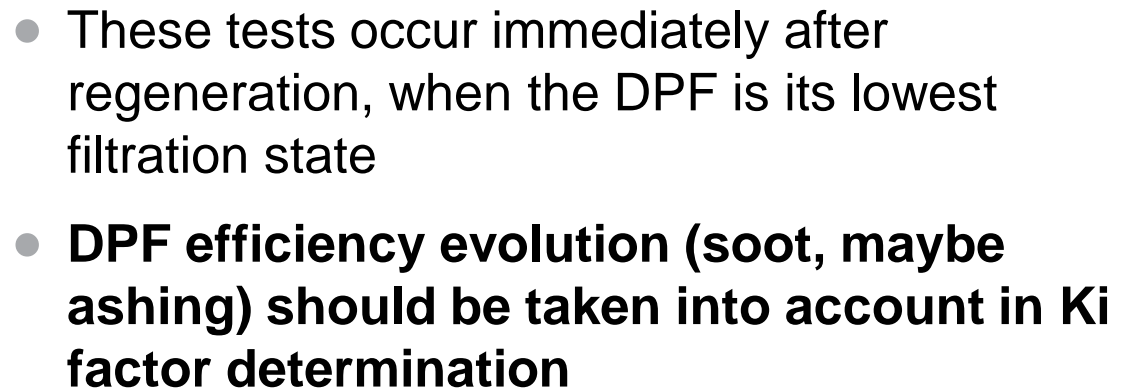 ● These tests occur immediately after
regeneration, when the DPF is its lowest
filtration state
● DPF efficiency evolution (soot, maybe
ashing) should be taken into account in Ki
factor determination